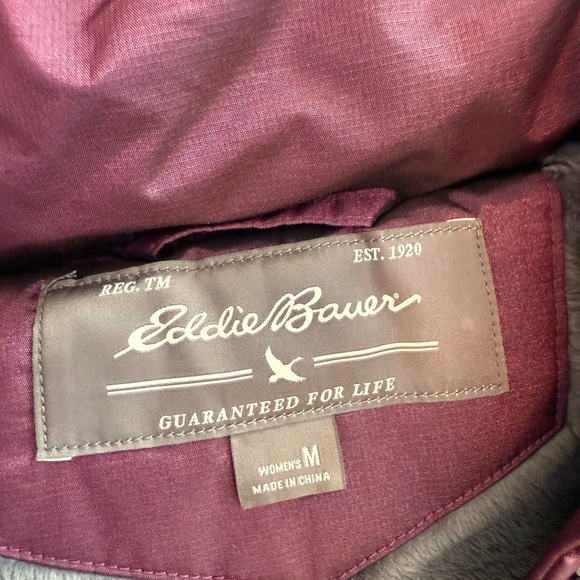 REG. TM
EST. 1920
Eddie Bauer
GUARANTEED FOR LIFE
WOMEN'S M
MADE IN CHINA